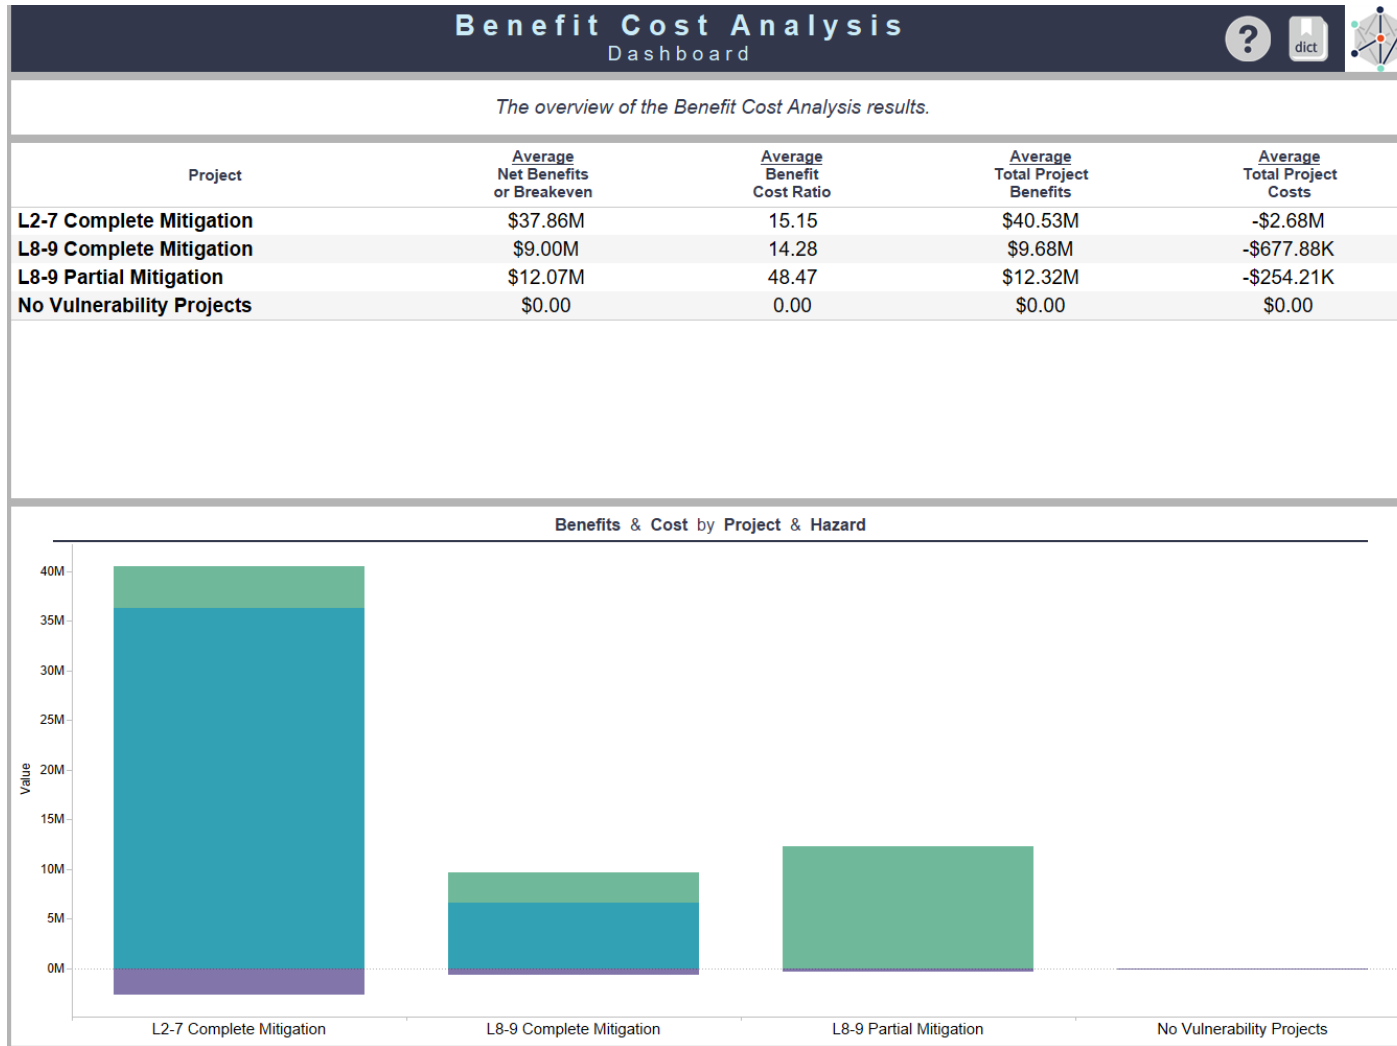 Benefit Cost Analysis
Dashboard
?
dict
The overview of the Benefit Cost Analysis results.
Project
Average
Net Benefits
or Breakeven
Average
Benefit
Cost Ratio
Average
Total Project
Benefits
Average
Total Project
Costs
L2-7 Complete Mitigation $37.86M 15.15 $40.53M -$2.68M
L8-9 Complete Mitigation $9.00M 14.28 $9.68M -$677.88K
L8-9 Partial Mitigation $12.07M 48.47 $12.32M -$254.21K
No Vulnerability Projects $0.00 0.00 $0.00 $0.00
Benefits & Cost by Project & Hazard
Value
40M
35M
30M
25M
20M
15M
10M
5M
0M
L2-7 Complete Mitigation L8-9 Complete Mitigation L8-9 Partial Mitigation No Vulnerability Projects